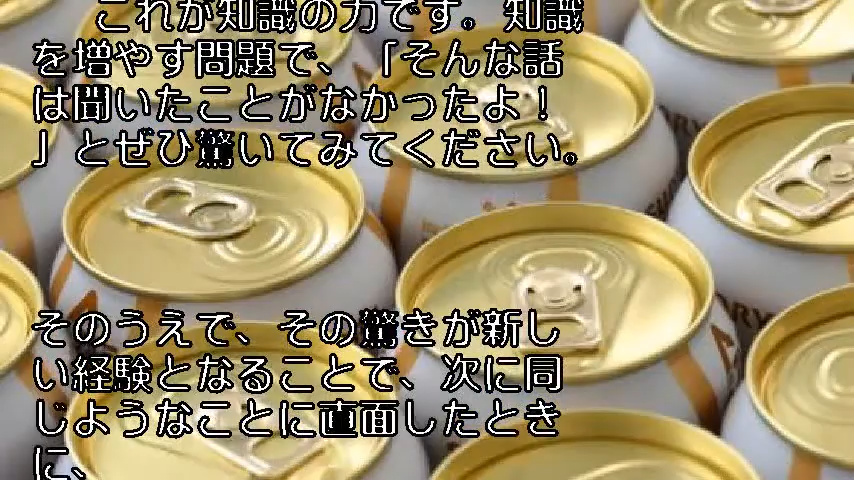 これが知識の力です。知識
を増やす問題で、「そんな話
は聞いたことがなかったよ！
」とぜひ驚いてみてください。
そのうえで、その驚きが新し
い経験となることで、次に同
じようなことに直面したとき
に、